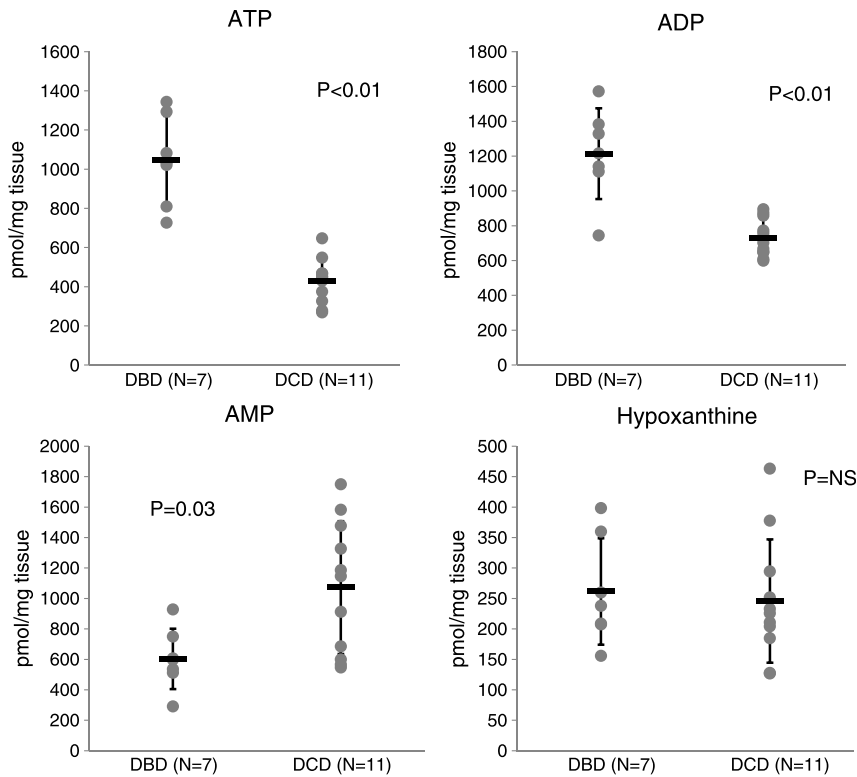 ATP
1600
1400
1200
1000
800
600
400
200
0
pmol/mg tissue
P<0.01
DBD (N=7)
DCD (N=11)
ADP
1800
1600
1400
1200
1000
800
600
400
200
0
pmol/mg tissue
P<0.01
DBD (N=7)
DCD (N=11)
AMP
2000
1800
1600
1400
1200
1000
800
600
400
200
0
pmol/mg tissue
P=0.03
DBD (N=7)
DCD (N=11)
Hypoxanthine
500
450
400
350
300
250
200
150
100
50
0
pmol/mg tissue
P=NS
DBD (N=7)
DCD (N=11)